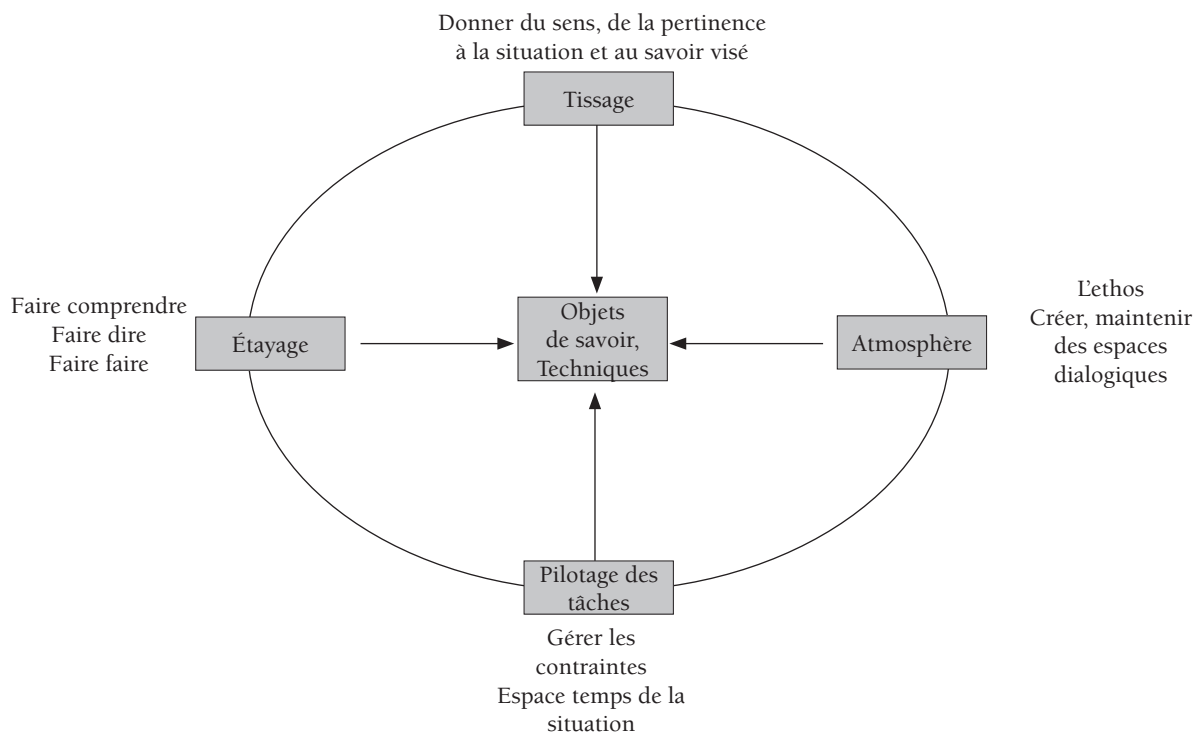 Donner du sens, de la pertinence
à la situation et au savoir visé
Tissage
Faire comprendre
Faire dire
Faire faire
Étayage
Objets
de savoir,
Techniques
Atmosphère
L'ethos
Créer, maintenir
des espaces
dialogiques
Pilotage des
tâches
Gérer les
contraintes
Espace temps de la
situation